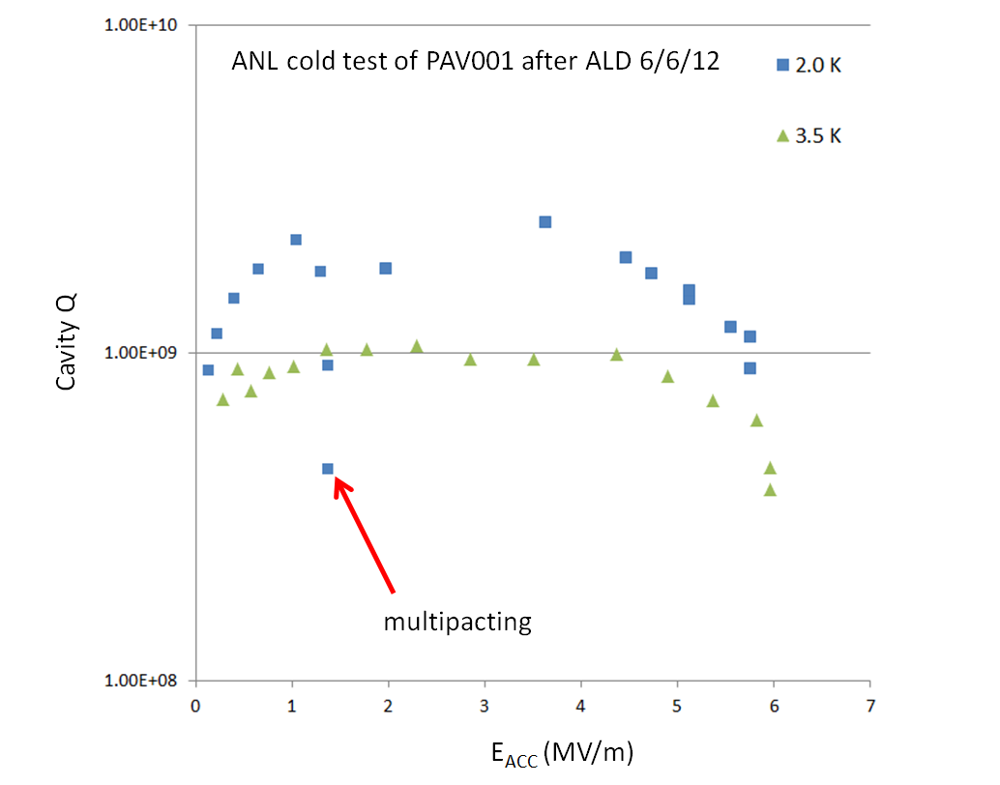 1.00E+10
ANL cold test of PAV001 after ALD 6/6/12
2.0 K
3.5 K
Cavity Q
1.00E+09
multipacting
1.00E+08
0 1 2 3 4 5 6 7
EACC (MV/m)